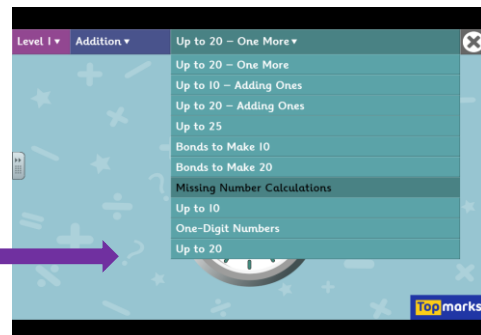 Level 1 Addition Up to 20 – One More
Up to 20 – One More
Up to 10 – Adding Ones
Up to 20 – Adding Ones
Up to 25
Bonds to Make 10
Bonds to Make 20
Missing Number Calculations
Up to 10
One-Digit Numbers
Up to 20
Topmarks